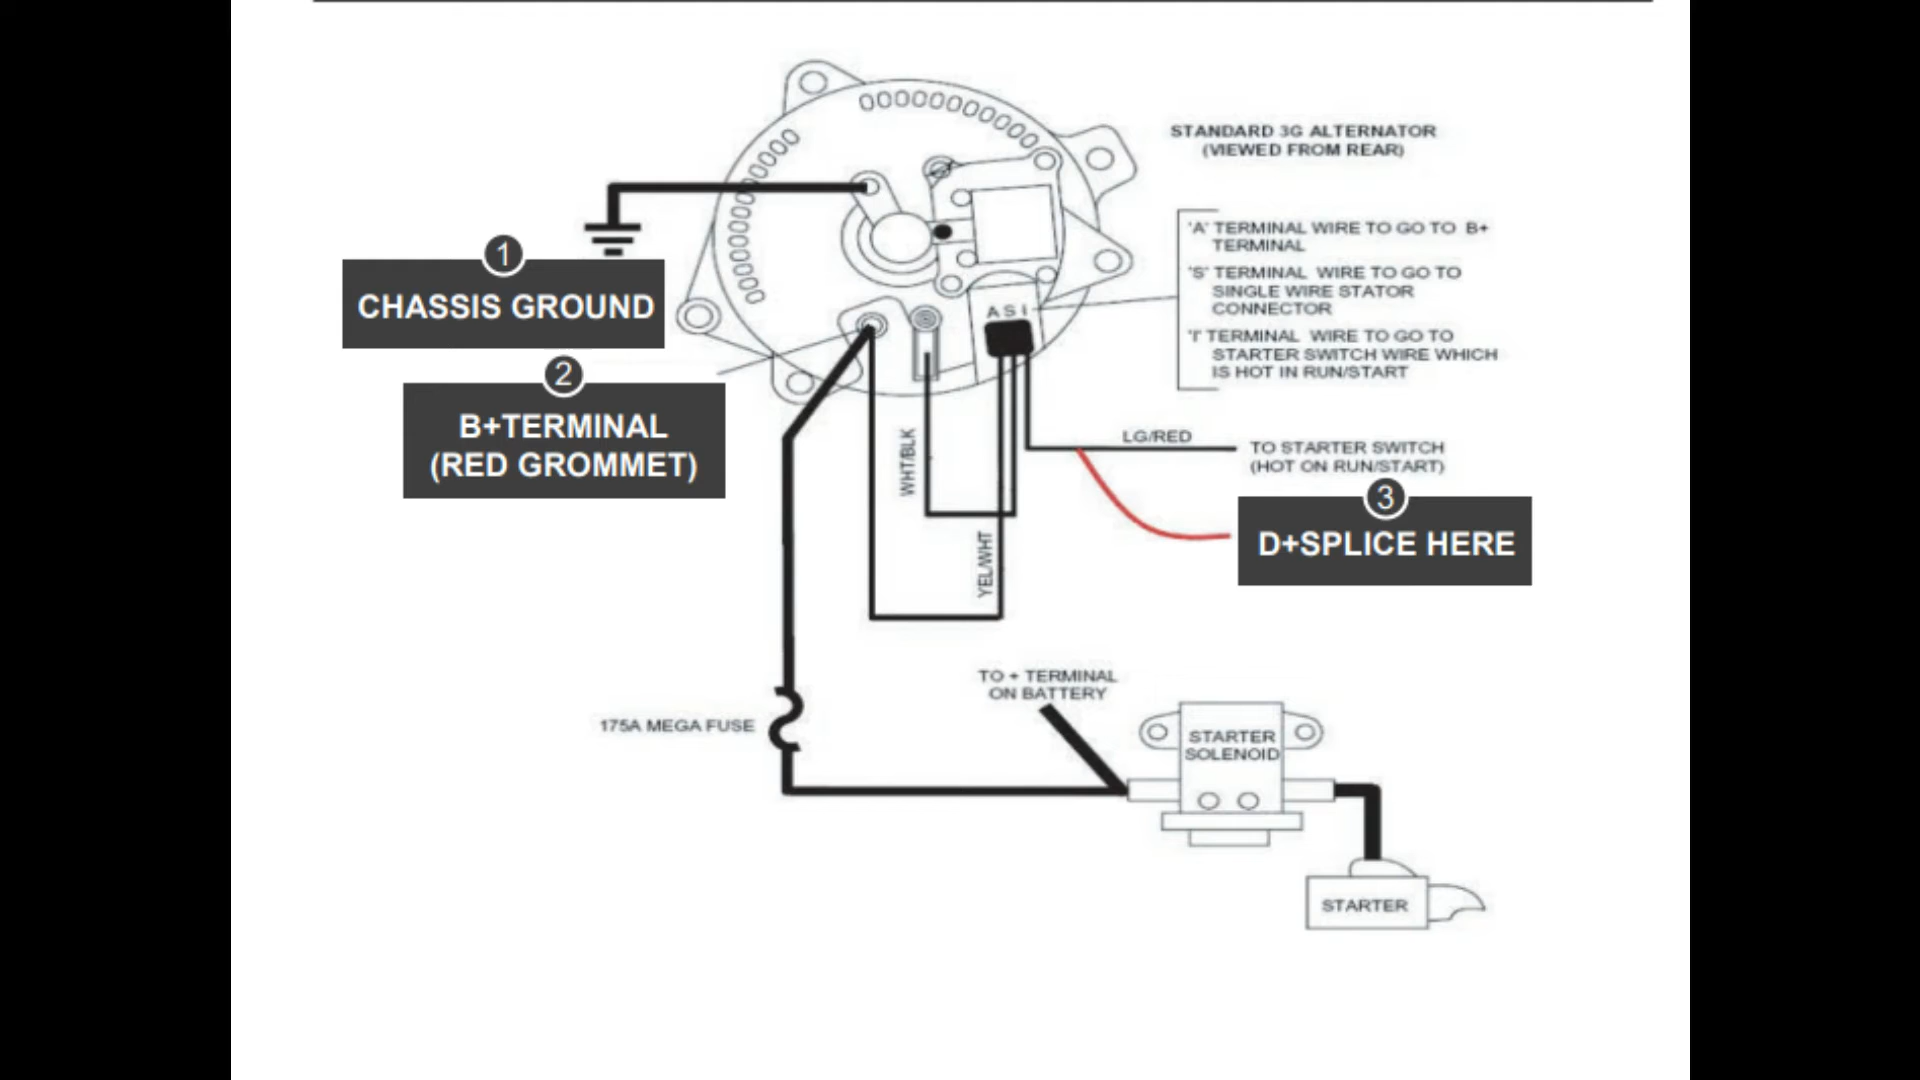 STANDARD 3G ALTERNATOR
(VIEWED FROM REAR)
'A' TERMINAL WIRE TO GO TO B+
TERMINAL
'S' TERMINAL WIRE TO GO TO
SINGLE WIRE STATOR
CONNECTOR
'I' TERMINAL WIRE TO GO TO
STARTER SWITCH WIRE WHICH
IS HOT IN RUN/START
1
CHASSIS GROUND
2
B+TERMINAL
(RED GROMMET)
A S I
WHT/BLK
YEL/WHT
LG/RED
TO STARTER SWITCH
(HOT ON RUN/START)
3
D+SPLICE HERE
175A MEGA FUSE
TO + TERMINAL
ON BATTERY
STARTER
SOLENOID
STARTER